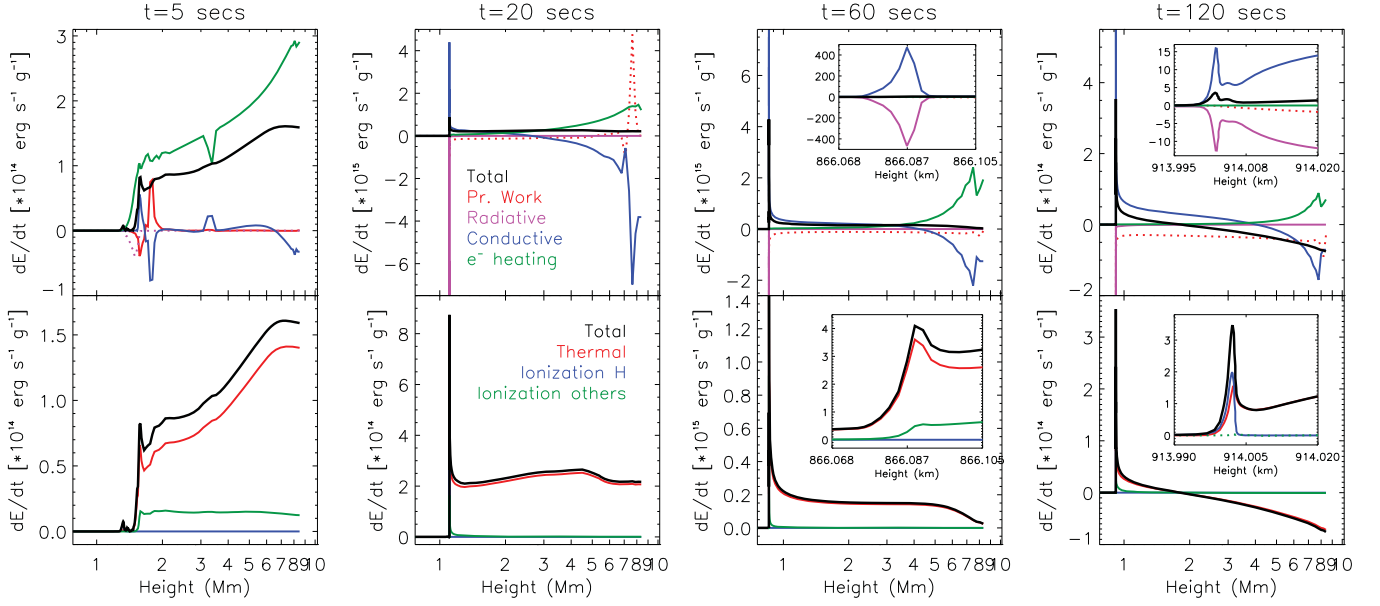 t=5 secs
t=20 secs
t=60 secs
t=120 secs
dE/dt [*10¹⁴ erg s⁻¹ g⁻¹]
3
2
1
0
-1
dE/dt [*10¹⁵ erg s⁻¹ g⁻¹]
4
2
0
-2
-4
-6
Total
Pr. Work
Radiative
Conductive
e⁻ heating
dE/dt [*10¹⁵ erg s⁻¹ g⁻¹]
6
4
2
0
-2
400
200
0
-200
-400
866.068 866.087 866.105
Height (km)
dE/dt [*10¹⁴ erg s⁻¹ g⁻¹]
4
2
0
-2
15
10
5
0
-5
-10
913.995 914.008 914.020
Height (km)
dE/dt [*10¹⁴ erg s⁻¹ g⁻¹]
1.5
1.0
0.5
0.0
1 2 3 4 5 6 7 8 9 10
Height (Mm)
dE/dt [*10¹⁴ erg s⁻¹ g⁻¹]
8
6
4
2
0
Total
Thermal
Ionization H
Ionization others
1 2 3 4 5 6 7 8 9 10
Height (Mm)
dE/dt [*10¹⁵ erg s⁻¹ g⁻¹]
1.4
1.2
1.0
0.8
0.6
0.4
0.2
0.0
4
3
2
1
0
866.068 866.087 866.105
Height (km)
1 2 3 4 5 6 7 8 9 10
Height (Mm)
dE/dt [*10¹⁴ erg s⁻¹ g⁻¹]
3
2
1
0
-1
4
3
2
1
0
913.990 914.005 914.020
Height (km)
1 2 3 4 5 6 7 8 9 10
Height (Mm)